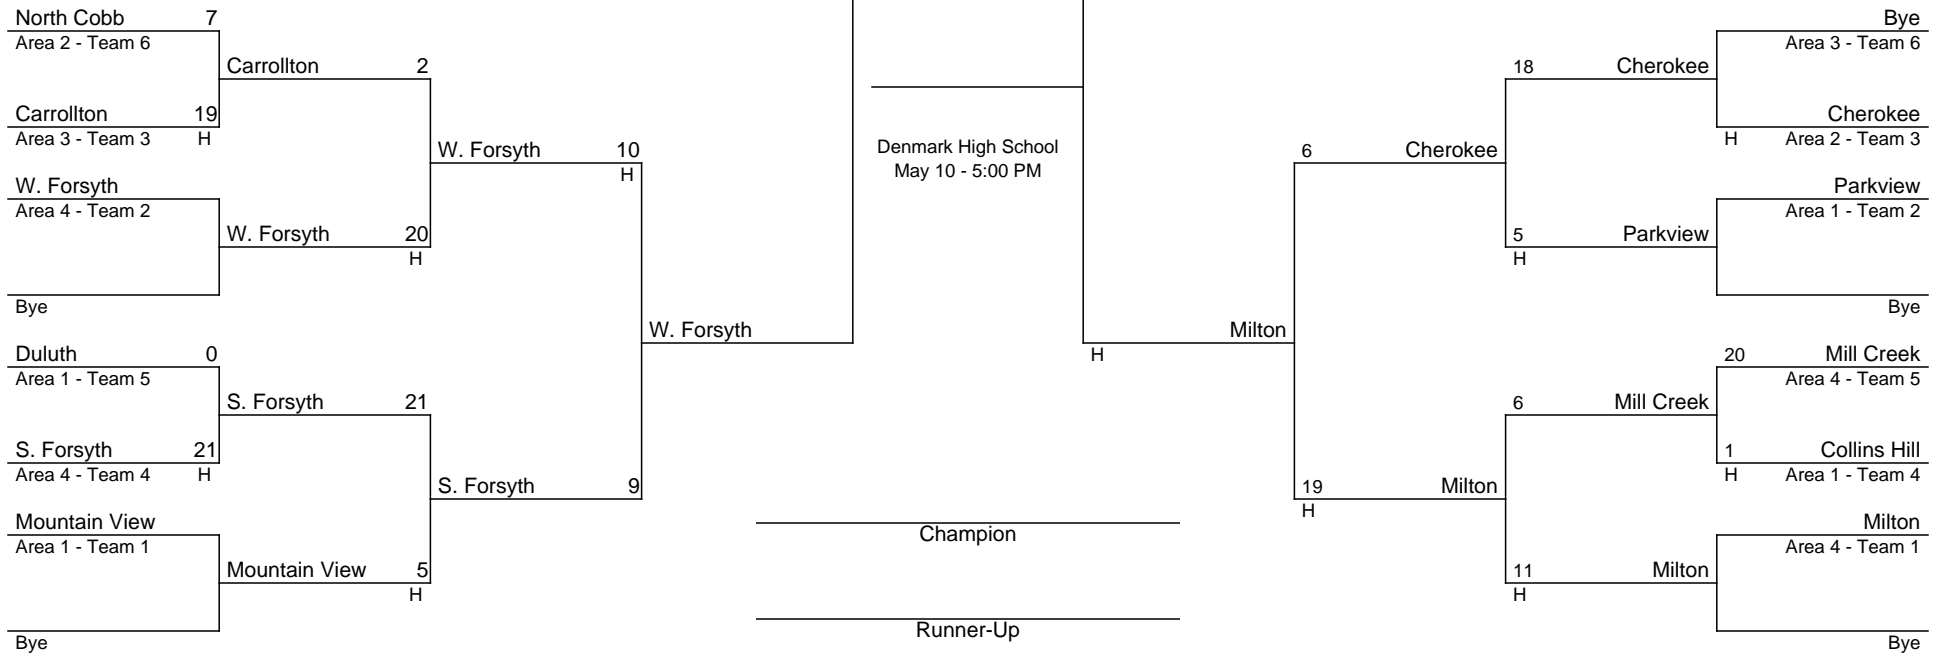 North Cobb 7
Area 2 - Team 6
Carrollton 2
Carrollton 19
Area 3 - Team 3 H
W. Forsyth 10
H
W. Forsyth
Area 4 - Team 2
W. Forsyth 20
H
Bye
W. Forsyth
Duluth 0
Area 1 - Team 5
S. Forsyth 21
S. Forsyth 21
Area 4 - Team 4 H
S. Forsyth 9
Mountain View
Area 1 - Team 1
Mountain View 5
H
Bye
Denmark High School
May 10 - 5:00 PM
Champion
Runner-Up
Bye
Area 3 - Team 6
18 Cherokee
Cherokee
H Area 2 - Team 3
6 Cherokee
Parkview
Area 1 - Team 2
5 Parkview
H
Bye
Milton
H
20 Mill Creek
Area 4 - Team 5
6 Mill Creek
1 Collins Hill
H Area 1 - Team 4
19 Milton
H
Milton
Area 4 - Team 1
11 Milton
H
Bye